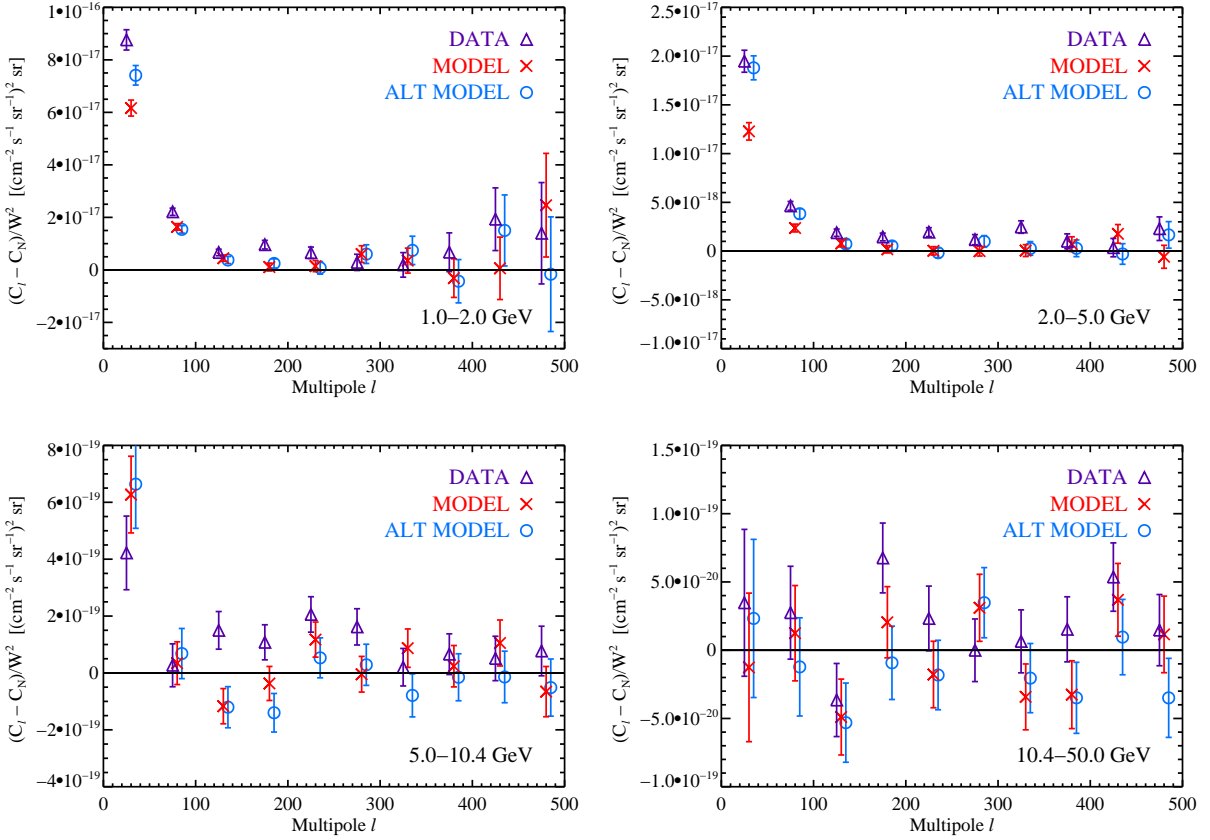 1•10⁻¹⁶
8•10⁻¹⁷
6•10⁻¹⁷
4•10⁻¹⁷
2•10⁻¹⁷
0
−2•10⁻¹⁷
(C_l − C_N)/W² [(cm⁻² s⁻¹ sr⁻¹)² sr]
DATA
MODEL
ALT MODEL
1.0−2.0 GeV
0 100 200 300 400 500
Multipole l
2.5•10⁻¹⁷
2.0•10⁻¹⁷
1.5•10⁻¹⁷
1.0•10⁻¹⁷
5.0•10⁻¹⁸
0
−5.0•10⁻¹⁸
−1.0•10⁻¹⁷
(C_l − C_N)/W² [(cm⁻² s⁻¹ sr⁻¹)² sr]
DATA
MODEL
ALT MODEL
2.0−5.0 GeV
0 100 200 300 400 500
Multipole l
8•10⁻¹⁹
6•10⁻¹⁹
4•10⁻¹⁹
2•10⁻¹⁹
0
−2•10⁻¹⁹
−4•10⁻¹⁹
(C_l − C_N)/W² [(cm⁻² s⁻¹ sr⁻¹)² sr]
DATA
MODEL
ALT MODEL
5.0−10.4 GeV
0 100 200 300 400 500
Multipole l
1.5•10⁻¹⁹
1.0•10⁻¹⁹
5.0•10⁻²⁰
0
−5.0•10⁻²⁰
−1.0•10⁻¹⁹
(C_l − C_N)/W² [(cm⁻² s⁻¹ sr⁻¹)² sr]
DATA
MODEL
ALT MODEL
10.4−50.0 GeV
0 100 200 300 400 500
Multipole l